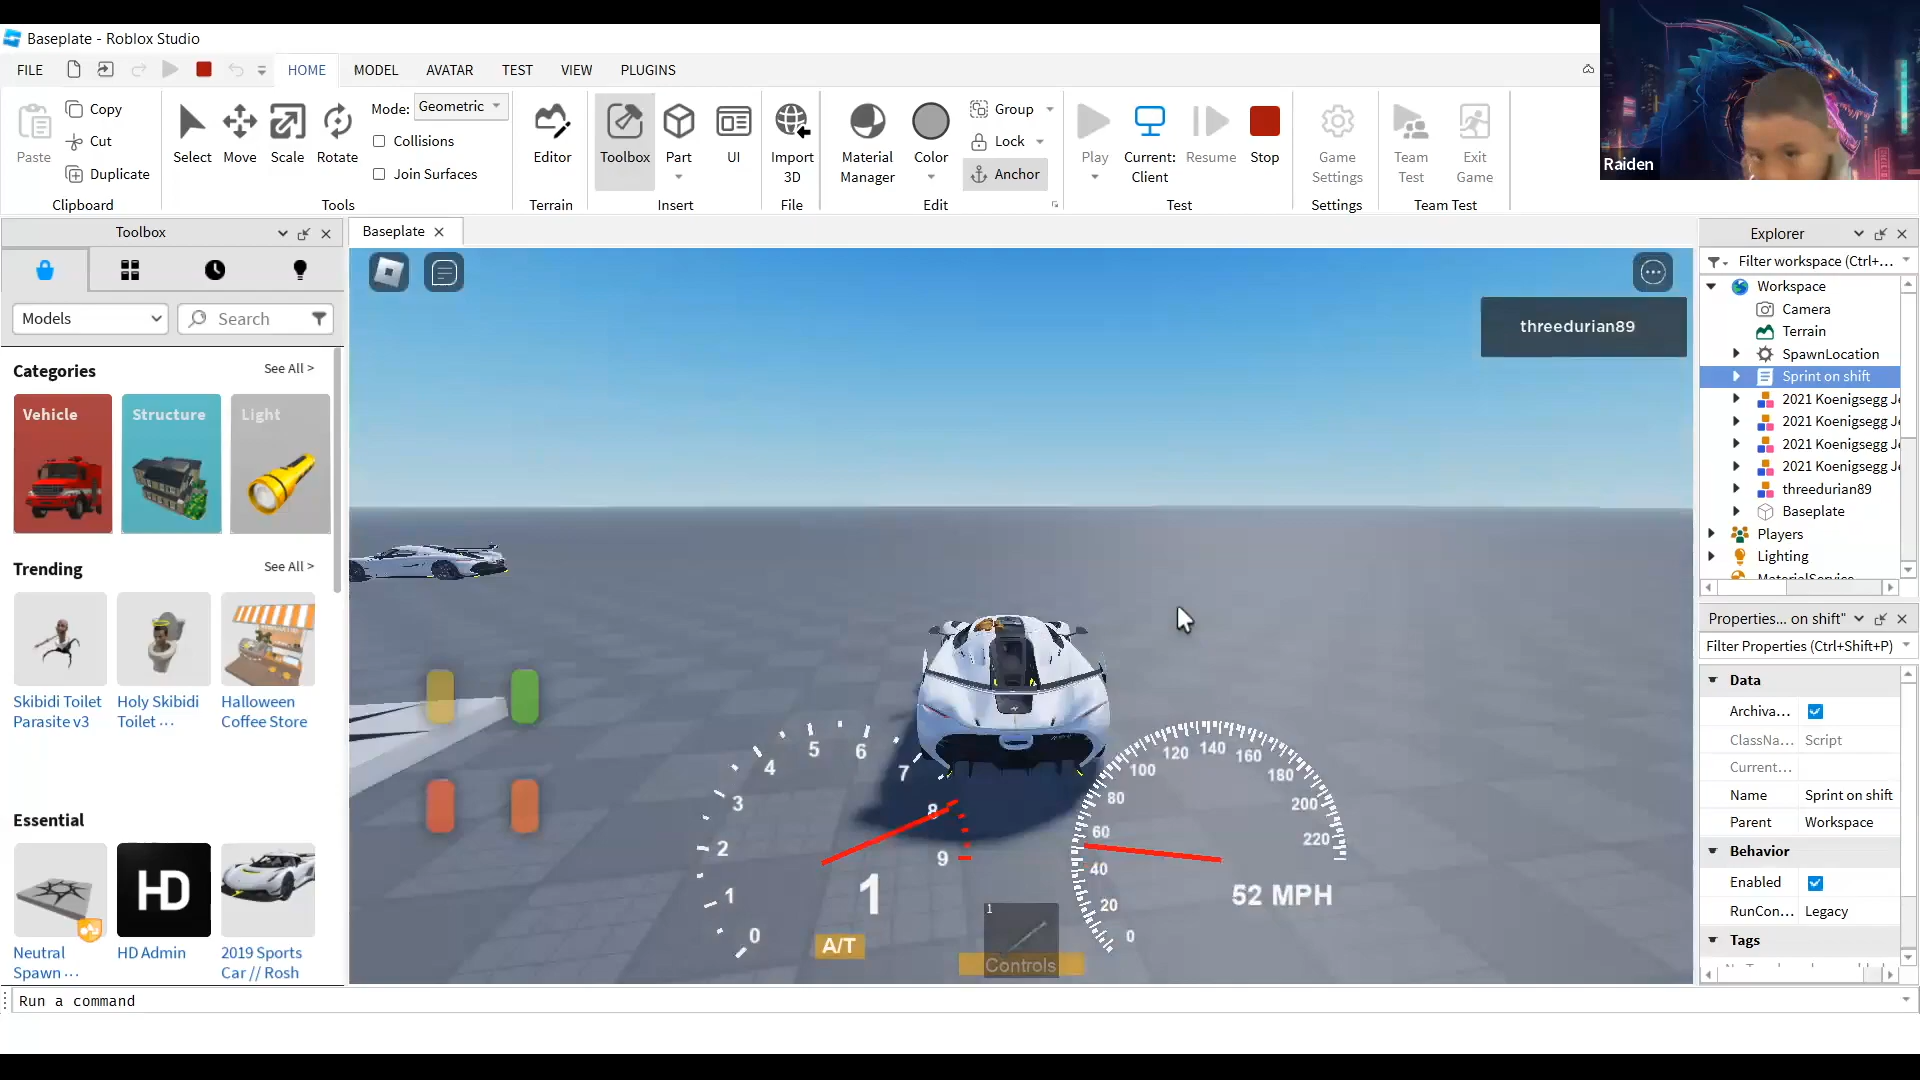 Baseplate - Roblox Studio
FILE HOME MODEL AVATAR TEST VIEW PLUGINS
Paste Copy Cut Duplicate
Clipboard
Select Move Scale Rotate
Mode: Geometric
Collisions
Join Surfaces
Tools
Editor
Terrain
Toolbox Part UI
Insert
Import 3D
File
Material Manager
Color
Group
Lock
Anchor
Edit
Play
Current: Client
Resume Stop
Test
Game Settings
Settings
Team Test
Exit Game
Team Test
Raiden
Toolbox
Models
Search
Categories See All >
Vehicle Structure Light
Trending See All >
Skibidi Toilet Parasite v3
Holy Skibidi Toilet ...
Halloween Coffee Store
Essential See All >
HD
Neutral Spawn ...
HD Admin
2019 Sports Car // Rosh
Baseplate
threedurian89
0 1 2 3 4 5 6 7 8 9
1
A/T
1
Controls
0 20 40 60 80 100 120 140 160 180 200 220
52 MPH
Explorer
Filter workspace (Ctrl+...
Workspace
Camera
Terrain
SpawnLocation
Sprint on shift
2021 Koenigsegg Je
2021 Koenigsegg Je
2021 Koenigsegg Je
2021 Koenigsegg Je
threedurian89
Baseplate
Players
Lighting
MaterialService
Properties... on shift"
Filter Properties (Ctrl+Shift+P)
Data
Archiva...
ClassNa... Script
Current...
Name Sprint on shift
Parent Workspace
Behavior
Enabled
RunCon... Legacy
Tags
Run a command